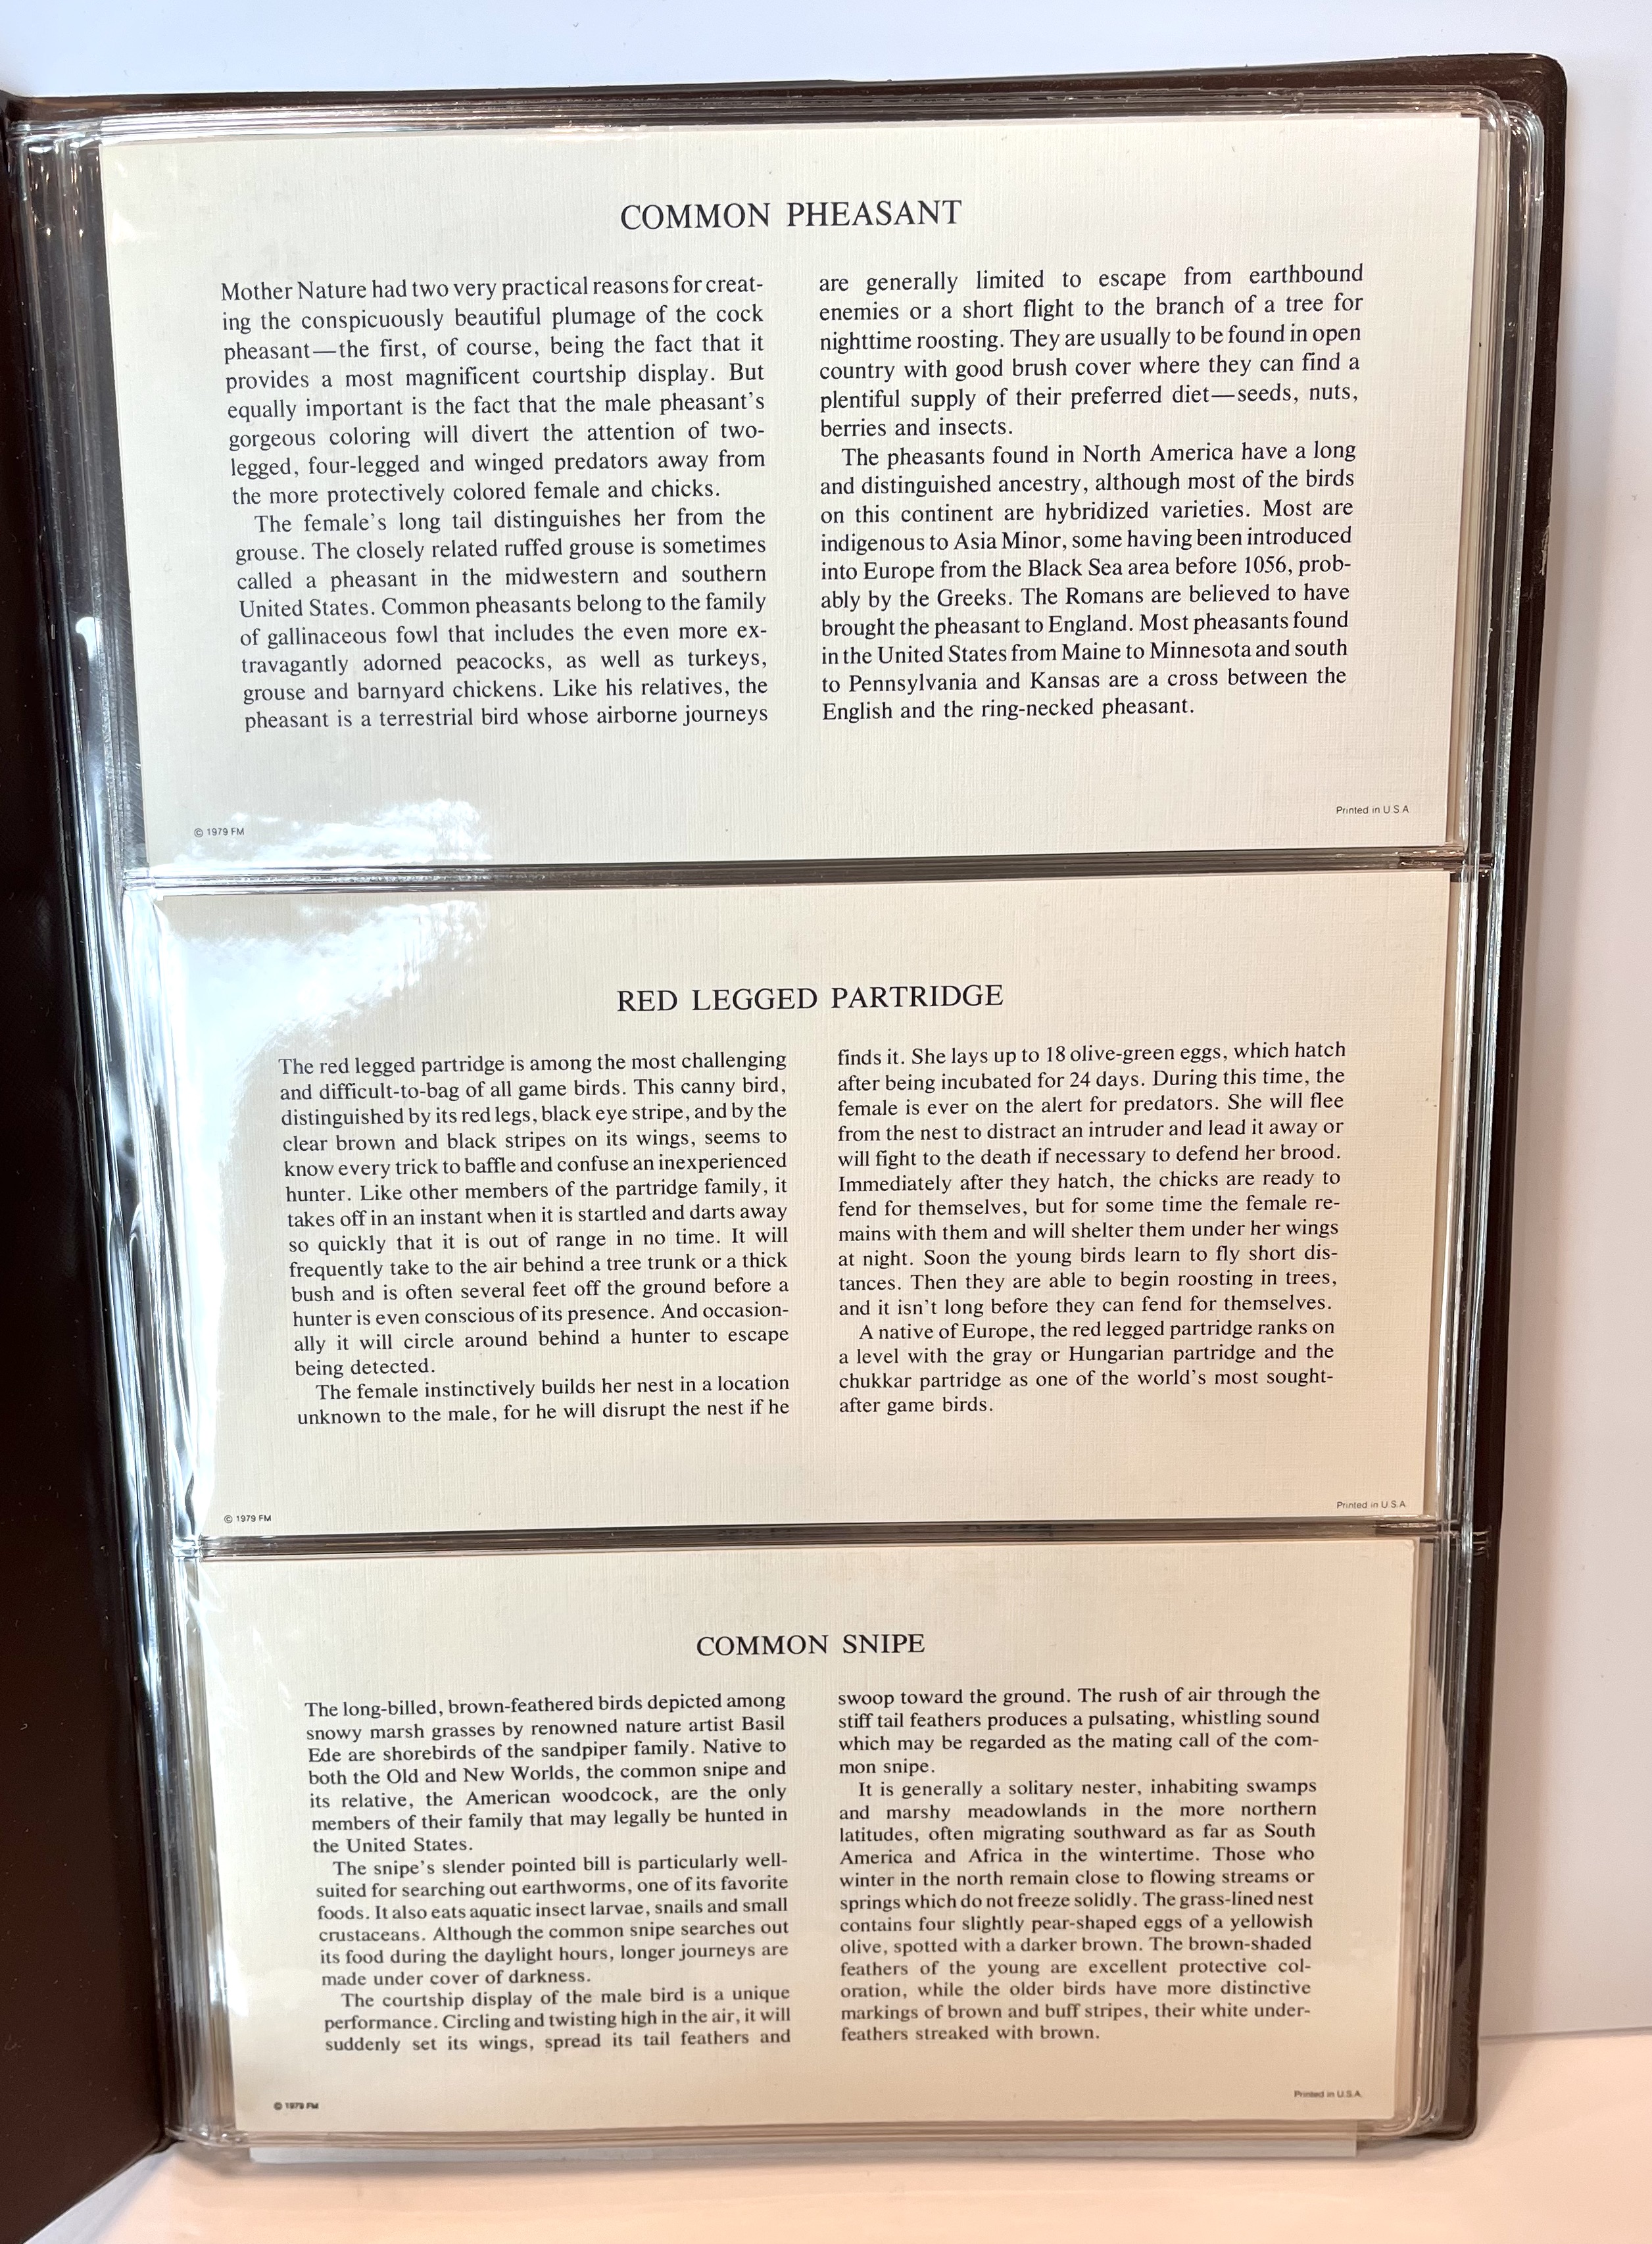 COMMON PHEASANT
Mother Nature had two very practical reasons for creat-
ing the conspicuously beautiful plumage of the cock
pheasant—the first, of course, being the fact that it
provides a most magnificent courtship display. But
equally important is the fact that the male pheasant's
gorgeous coloring will divert the attention of two-
legged, four-legged and winged predators away from
the more protectively colored female and chicks.
The female's long tail distinguishes her from the
grouse. The closely related ruffed grouse is sometimes
called a pheasant in the midwestern and southern
United States. Common pheasants belong to the family
of gallinaceous fowl that includes the even more ex-
travagantly adorned peacocks, as well as turkeys,
grouse and barnyard chickens. Like his relatives, the
pheasant is a terrestrial bird whose airborne journeys
are generally limited to escape from earthbound
enemies or a short flight to the branch of a tree for
nighttime roosting. They are usually to be found in open
country with good brush cover where they can find a
plentiful supply of their preferred diet—seeds, nuts,
berries and insects.
The pheasants found in North America have a long
and distinguished ancestry, although most of the birds
on this continent are hybridized varieties. Most are
indigenous to Asia Minor, some having been introduced
into Europe from the Black Sea area before 1056, prob-
ably by the Greeks. The Romans are believed to have
brought the pheasant to England. Most pheasants found
in the United States from Maine to Minnesota and south
to Pennsylvania and Kansas are a cross between the
English and the ring-necked pheasant.
© 1979 FM
Printed in U S A
RED LEGGED PARTRIDGE
The red legged partridge is among the most challenging
and difficult-to-bag of all game birds. This canny bird,
distinguished by its red legs, black eye stripe, and by the
clear brown and black stripes on its wings, seems to
know every trick to baffle and confuse an inexperienced
hunter. Like other members of the partridge family, it
takes off in an instant when it is startled and darts away
so quickly that it is out of range in no time. It will
frequently take to the air behind a tree trunk or a thick
bush and is often several feet off the ground before a
hunter is even conscious of its presence. And occasion-
ally it will circle around behind a hunter to escape
being detected.
The female instinctively builds her nest in a location
unknown to the male, for he will disrupt the nest if he
finds it. She lays up to 18 olive-green eggs, which hatch
after being incubated for 24 days. During this time, the
female is ever on the alert for predators. She will flee
from the nest to distract an intruder and lead it away or
will fight to the death if necessary to defend her brood.
Immediately after they hatch, the chicks are ready to
fend for themselves, but for some time the female re-
mains with them and will shelter them under her wings
at night. Soon the young birds learn to fly short dis-
tances. Then they are able to begin roosting in trees,
and it isn't long before they can fend for themselves.
A native of Europe, the red legged partridge ranks on
a level with the gray or Hungarian partridge and the
chukkar partridge as one of the world's most sought-
after game birds.
© 1979 FM
Printed in U S A
COMMON SNIPE
The long-billed, brown-feathered birds depicted among
snowy marsh grasses by renowned nature artist Basil
Ede are shorebirds of the sandpiper family. Native to
both the Old and New Worlds, the common snipe and
its relative, the American woodcock, are the only
members of their family that may legally be hunted in
the United States.
The snipe's slender pointed bill is particularly well-
suited for searching out earthworms, one of its favorite
foods. It also eats aquatic insect larvae, snails and small
crustaceans. Although the common snipe searches out
its food during the daylight hours, longer journeys are
made under cover of darkness.
The courtship display of the male bird is a unique
performance. Circling and twisting high in the air, it will
suddenly set its wings, spread its tail feathers and
swoop toward the ground. The rush of air through the
stiff tail feathers produces a pulsating, whistling sound
which may be regarded as the mating call of the com-
mon snipe.
It is generally a solitary nester, inhabiting swamps
and marshy meadowlands in the more northern
latitudes, often migrating southward as far as South
America and Africa in the wintertime. Those who
winter in the north remain close to flowing streams or
springs which do not freeze solidly. The grass-lined nest
contains four slightly pear-shaped eggs of a yellowish
olive, spotted with a darker brown. The brown-shaded
feathers of the young are excellent protective col-
oration, while the older birds have more distinctive
markings of brown and buff stripes, their white under-
feathers streaked with brown.
© 1979 FM
Printed in U.S.A.